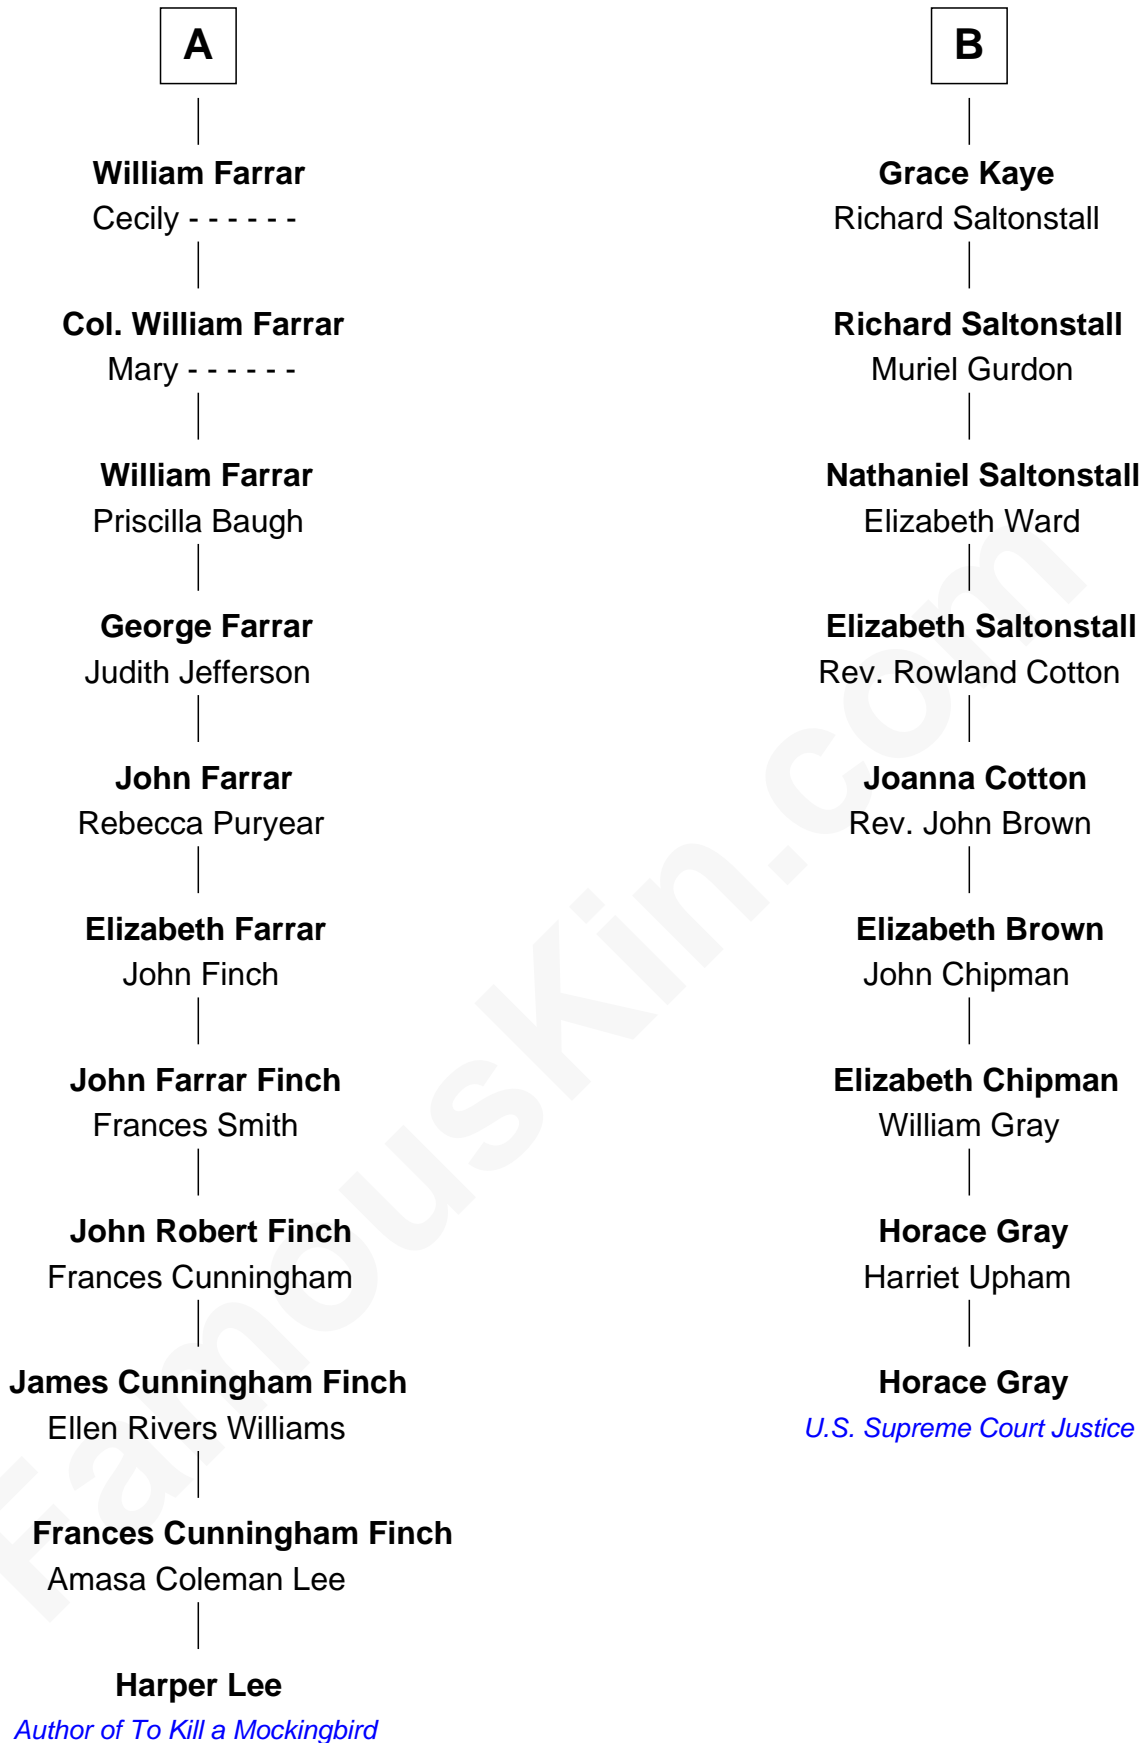 A
William Farrar
Cecily - - - - - -
Col. William Farrar
Mary - - - - - -
William Farrar
Priscilla Baugh
George Farrar
Judith Jefferson
John Farrar
Rebecca Puryear
Elizabeth Farrar
John Finch
John Farrar Finch
Frances Smith
John Robert Finch
Frances Cunningham
James Cunningham Finch
Ellen Rivers Williams
Frances Cunningham Finch
Amasa Coleman Lee
Harper Lee
Author of To Kill a Mockingbird
B
Grace Kaye
Richard Saltonstall
Richard Saltonstall
Muriel Gurdon
Nathaniel Saltonstall
Elizabeth Ward
Elizabeth Saltonstall
Rev. Rowland Cotton
Joanna Cotton
Rev. John Brown
Elizabeth Brown
John Chipman
Elizabeth Chipman
William Gray
Horace Gray
Harriet Upham
Horace Gray
U.S. Supreme Court Justice
FamousKin.com